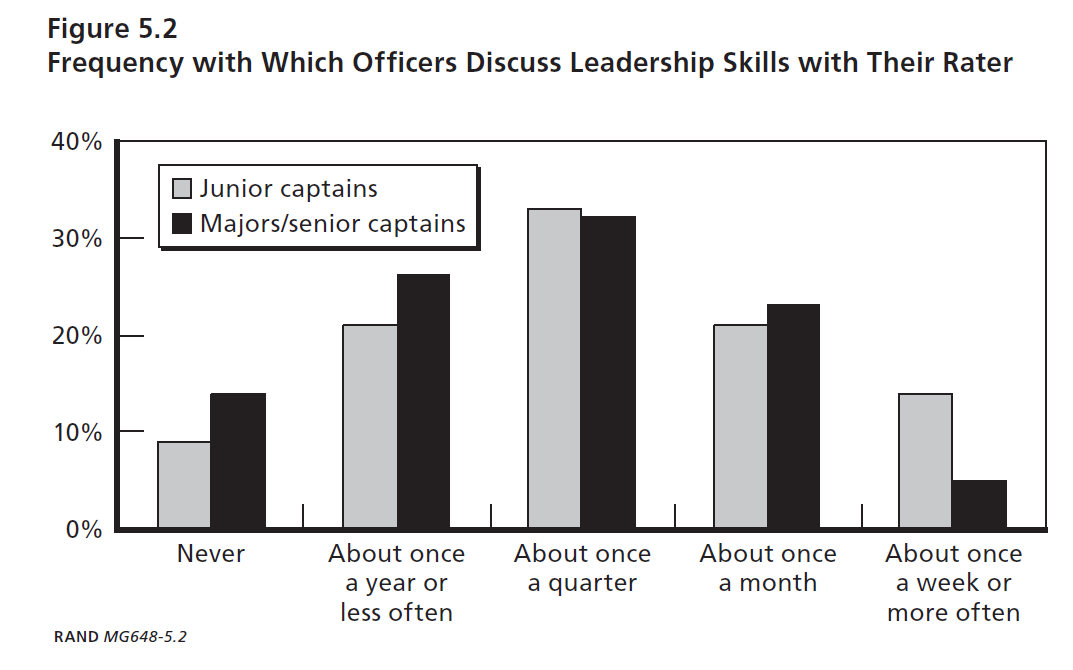 Figure 5.2
Frequency with Which Officers Discuss Leadership Skills with Their Rater
40%
30%
20%
10%
0%
Junior captains
Majors/senior captains
Never
About once
a year or
less often
About once
a quarter
About once
a month
About once
a week or
more often
RAND MG648-5.2